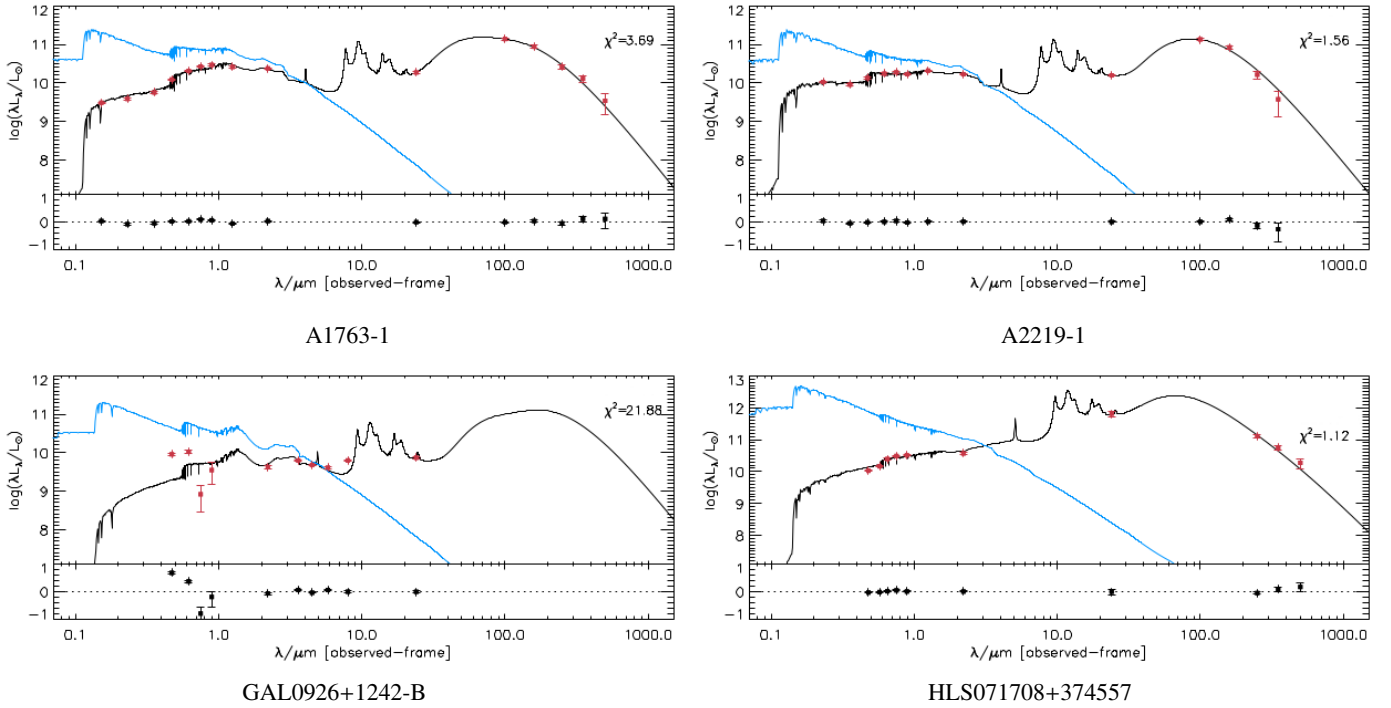 12
11
10
9
8
log(λL_λ/L_⊙)
χ²=3.69
1
0
−1
0.1 1.0 10.0 100.0 1000.0
λ/μm [observed−frame]
A1763-1
12
11
10
9
8
log(λL_λ/L_⊙)
χ²=1.56
1
0
−1
0.1 1.0 10.0 100.0 1000.0
λ/μm [observed−frame]
A2219-1
12
11
10
9
8
log(λL_λ/L_⊙)
χ²=21.88
1
0
−1
0.1 1.0 10.0 100.0 1000.0
λ/μm [observed−frame]
GAL0926+1242-B
13
12
11
10
9
8
log(λL_λ/L_⊙)
χ²=1.12
1
0
−1
0.1 1.0 10.0 100.0 1000.0
λ/μm [observed−frame]
HLS071708+374557